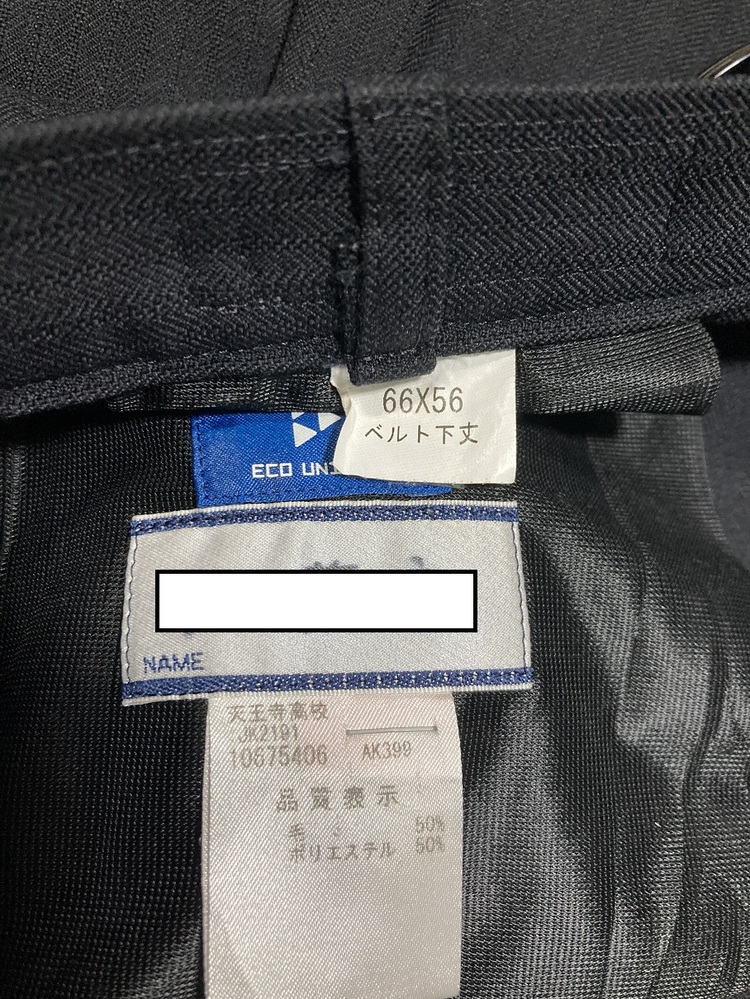 66X56
ベルト下丈
ECO
NAME
天王寺高校
JK2191
10675406 AK399
品質表示
毛 50%
ポリエステル 50%